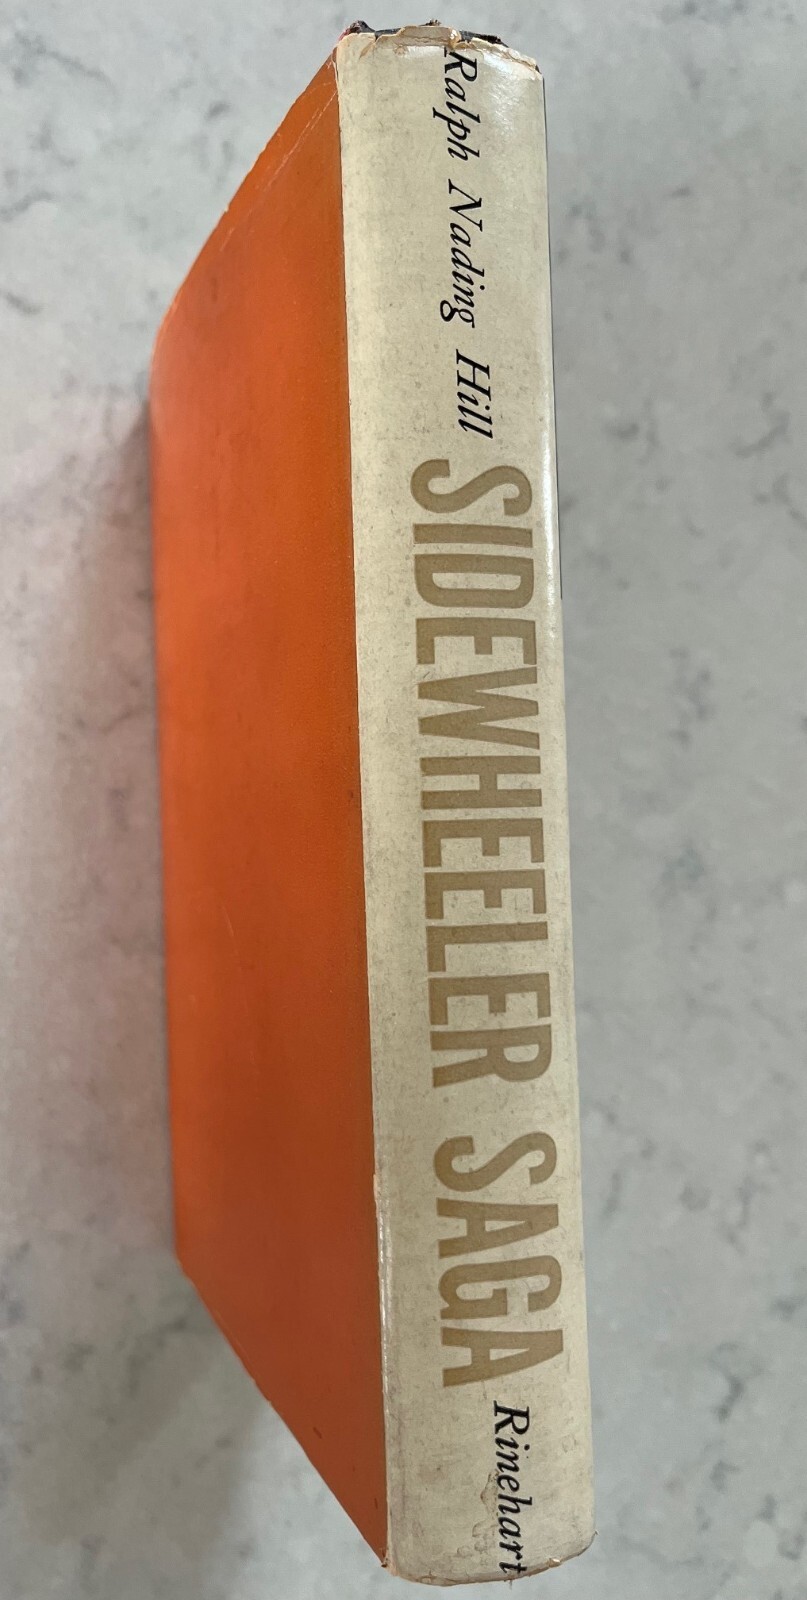 Ralph Nading Hill
SIDEWHEELER SAGA
Rinehart